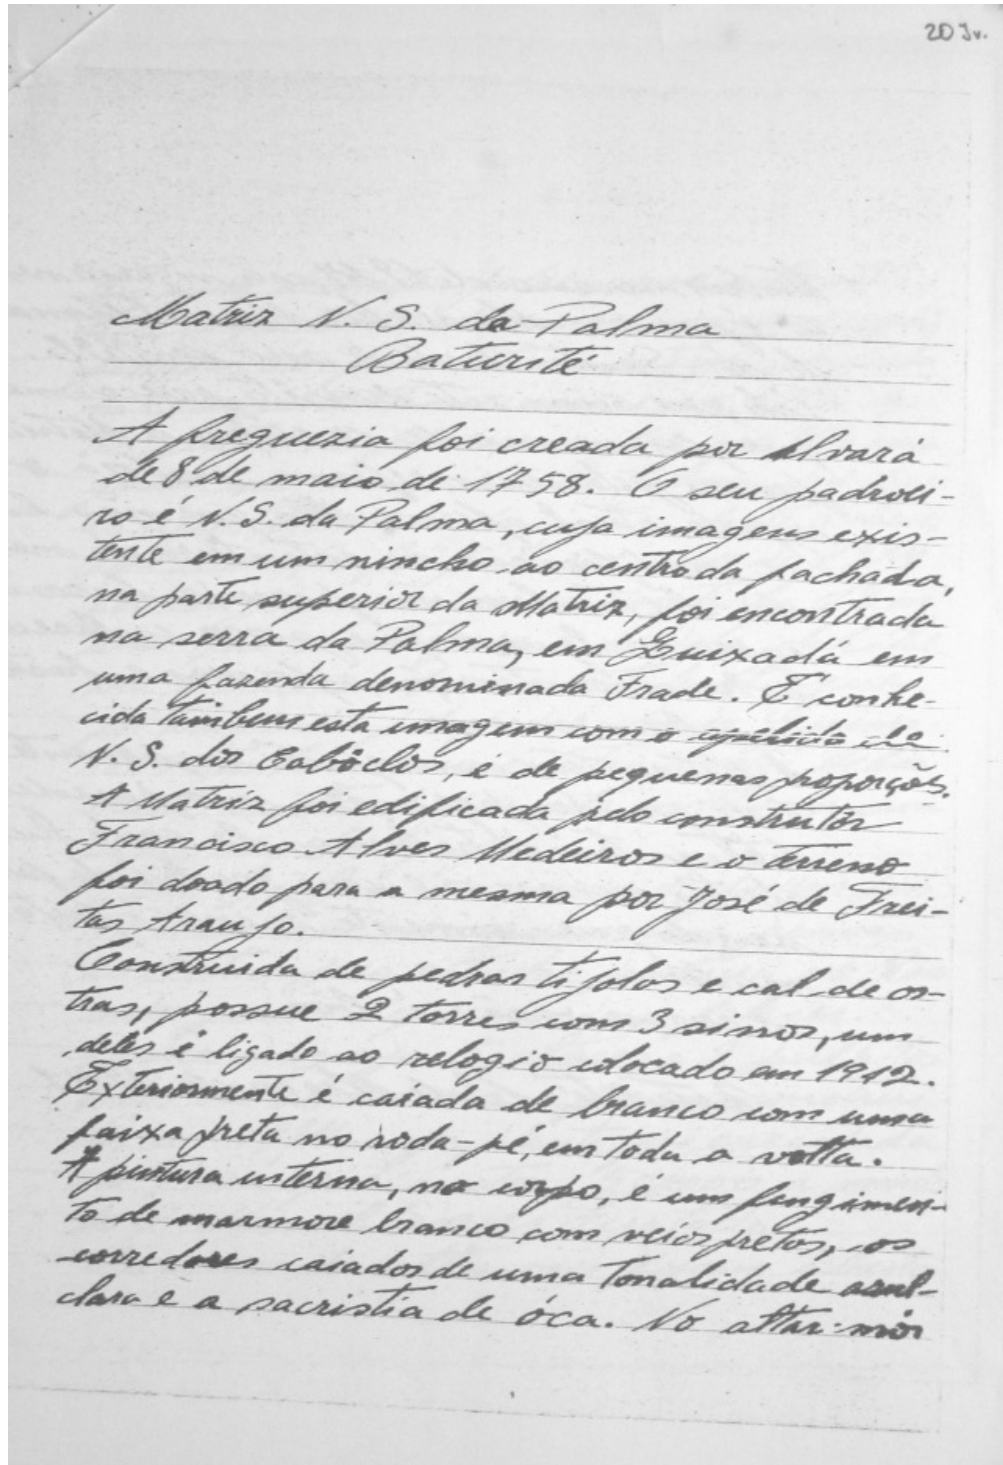 20 Jv.
Matriz N. S. da Palma
Baturité
A freguezia foi creada por Alvará
de 8 de maio de 1758. O seu padroei-
ro é N. S. da Palma, cuja imagem exis-
tente em um nincho ao centro da fachada,
na parte superior da Matriz, foi encontrada
na serra da Palma, em Quixadá em
uma fazenda denominada Frade. É conhe-
cida tambem esta imagem com o apelido de
N. S. dos Cabôclos, é de pequenas proporções.
A Matriz foi edificada pelo construtôr
Francisco Alves Medeiros e o terreno
foi doado para a mesma por José de Frei-
tas Araujo.
Construida de pedras tijolos e cal de os-
tras, possue 2 torres com 3 sinos, um
deles é ligado ao relogio colocado em 1912.
Exteriormente é caiada de branco com uma
faixa preta no roda-pé, em toda a volta.
A pintura interna, no corpo, é um fingimen-
to de marmore branco com veios pretos, os
corredores caiados de uma tonalidade azul-
clara e a sacristia de óca. No altar-mór